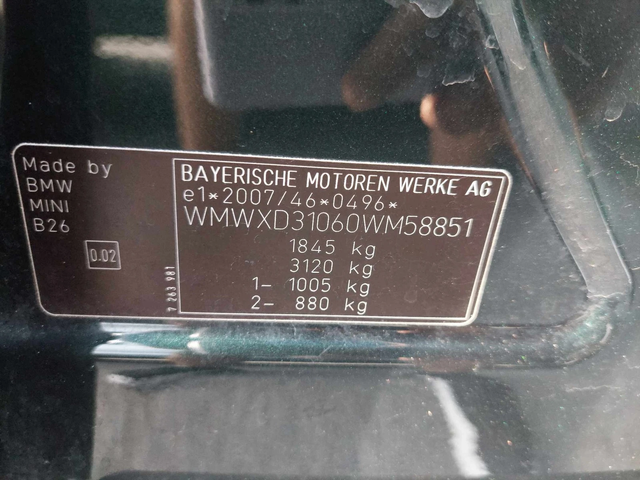 Made by
BMW
MINI
B26
0.02
7 263 981
BAYERISCHE MOTOREN WERKE AG
e1*2007/46*0496*
WMWXD31060WM58851
1845 kg
3120 kg
1- 1005 kg
2- 880 kg